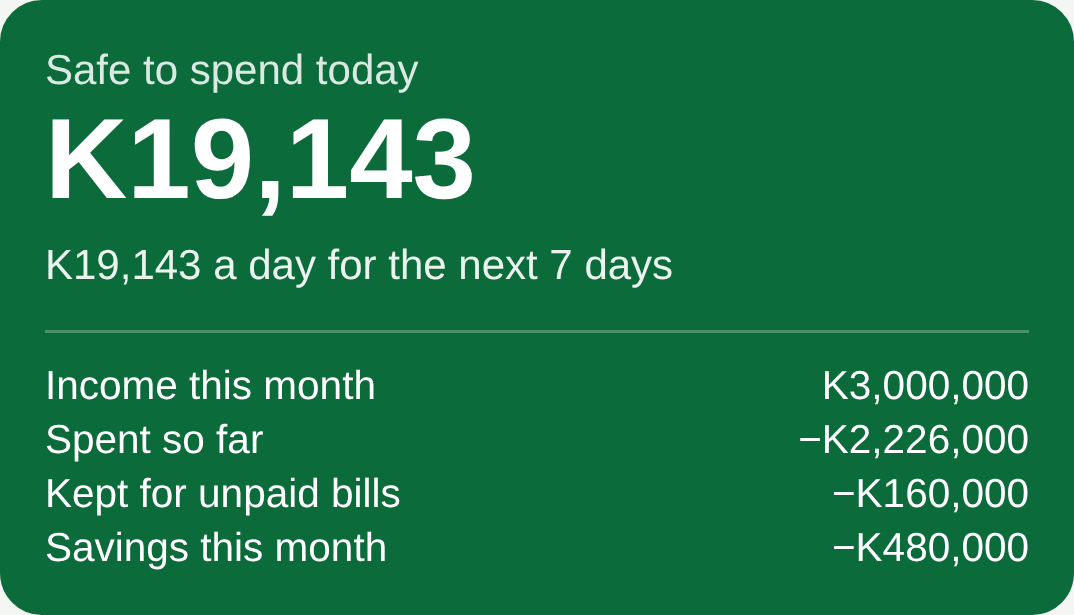 Safe to spend today
K19,143
K19,143 a day for the next 7 days
Income this month K3,000,000
Spent so far −K2,226,000
Kept for unpaid bills −K160,000
Savings this month −K480,000